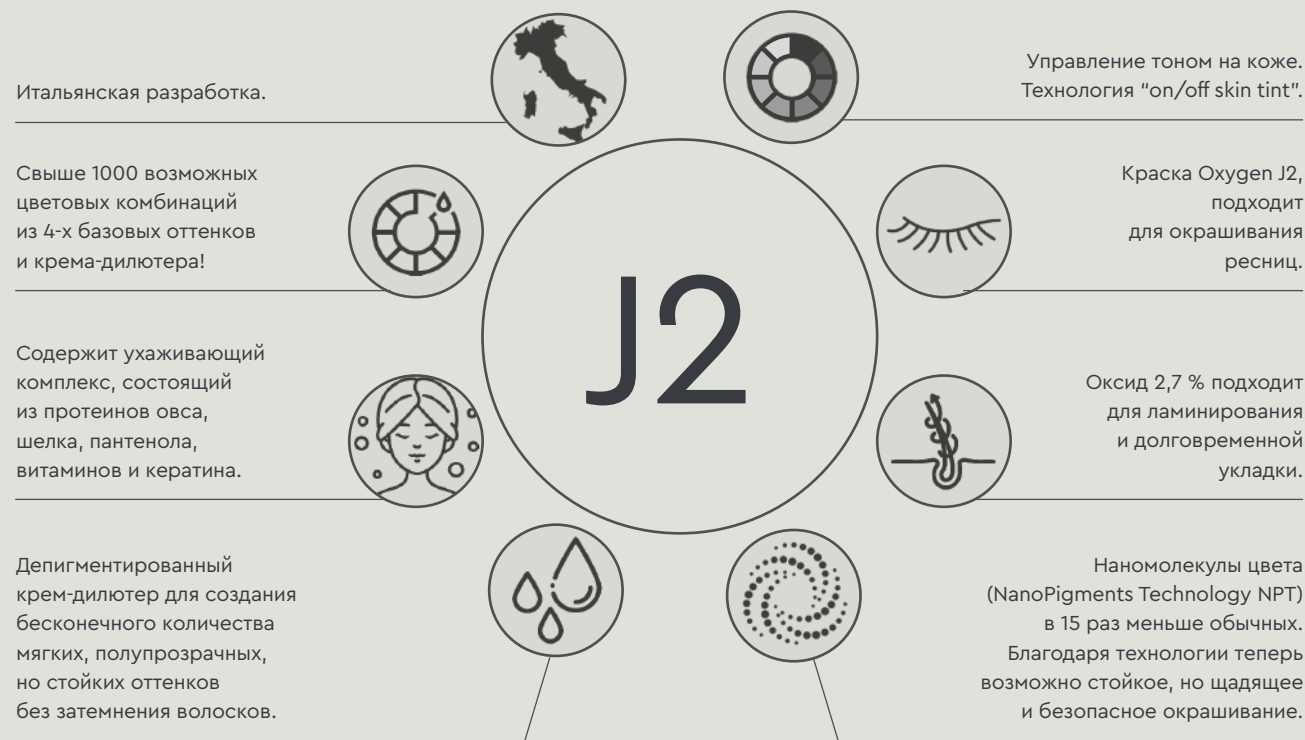 Итальянская разработка.
Свыше 1000 возможных
цветовых комбинаций
из 4-х базовых оттенков
и крема-дилютера!
Содержит ухаживающий
комплекс, состоящий
из протеинов овса,
шелка, пантенола,
витаминов и кератина.
Депигментированный
крем-дилютер для создания
бесконечного количества
мягких, полупрозрачных,
но стойких оттенков
без затемнения волосков.
J2
Управление тоном на коже.
Технология “on/off skin tint”.
Краска Oxygen J2,
подходит
для окрашивания
ресниц.
Оксид 2,7 % подходит
для ламинирования
и долговременной
укладки.
Наномолекулы цвета
(NanoPigments Technology NPT)
в 15 раз меньше обычных.
Благодаря технологии теперь
возможно стойкое, но щадящее
и безопасное окрашивание.